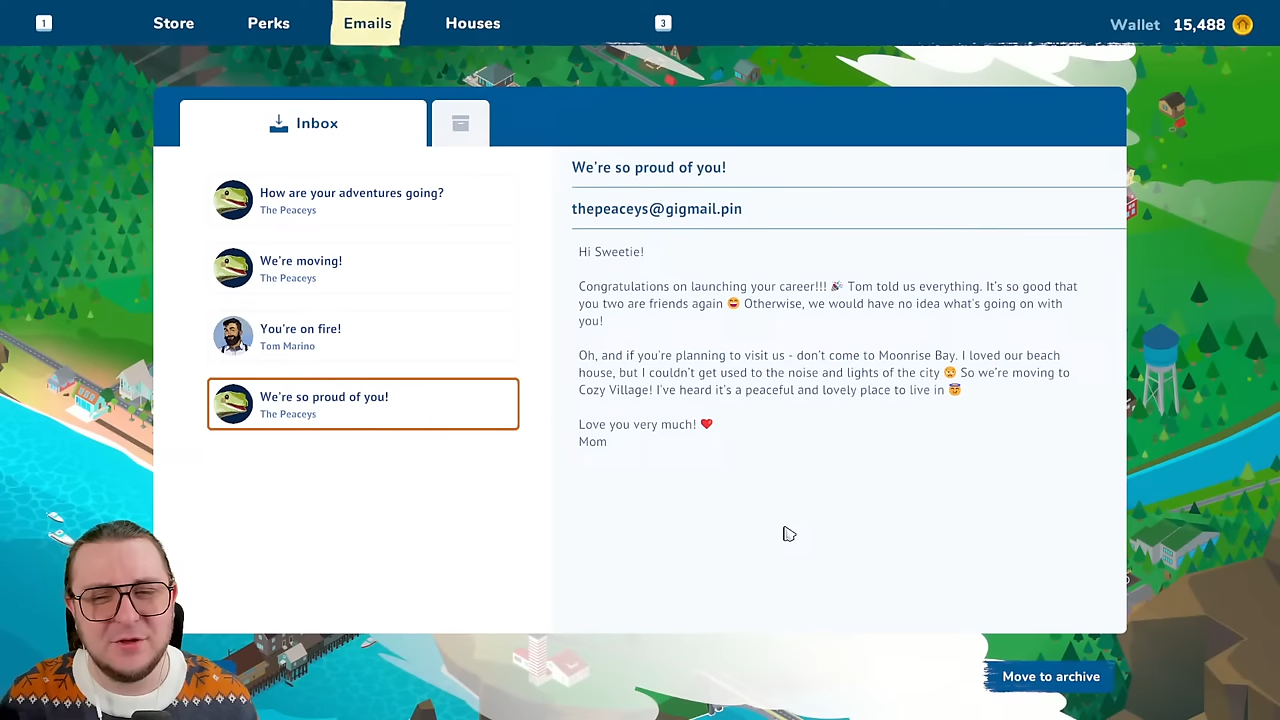 1 Store Perks Emails Houses 3 Wallet 15,488
Inbox
How are your adventures going?
The Peaceys
We're moving!
The Peaceys
You're on fire!
Tom Marino
We're so proud of you!
The Peaceys
We're so proud of you!
thepeaceys@gigmail.pin
Hi Sweetie!
Congratulations on launching your career!!! 🎉 Tom told us everything. It's so good that
you two are friends again 😄 Otherwise, we would have no idea what's going on with
you!
Oh, and if you're planning to visit us - don't come to Moonrise Bay. I loved our beach
house, but I couldn't get used to the noise and lights of the city 😥 So we're moving to
Cozy Village! I've heard it's a peaceful and lovely place to live in 😇
Love you very much! ❤️
Mom
Move to archive